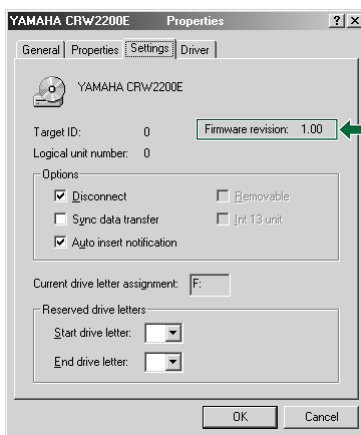 YAMAHA CRW2200E Properties ? ×
General Properties Settings Driver
YAMAHA CRW2200E
Target ID: 0 Firmware revision: 1.00
Logical unit number: 0
Options
Disconnect Removable
Sync data transfer Int 13 unit
Auto insert notification
Current drive letter assignment: F:
Reserved drive letters
Start drive letter:
End drive letter:
OK Cancel